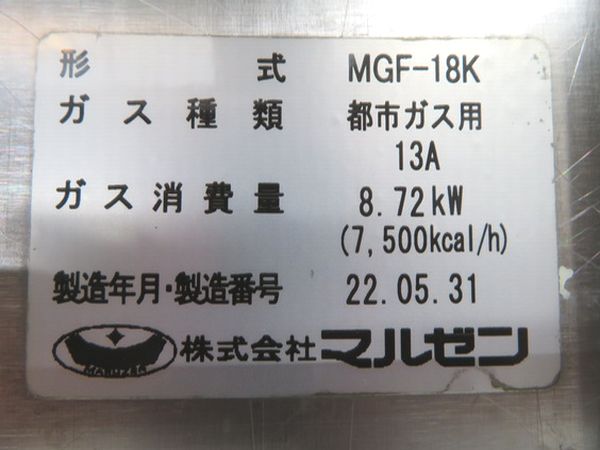 形式 MGF-18K
ガス種類 都市ガス用
13A
ガス消費量 8.72kW
(7,500kcal/h)
製造年月・製造番号 22.05.31
MARUZEN 株式会社マルゼン